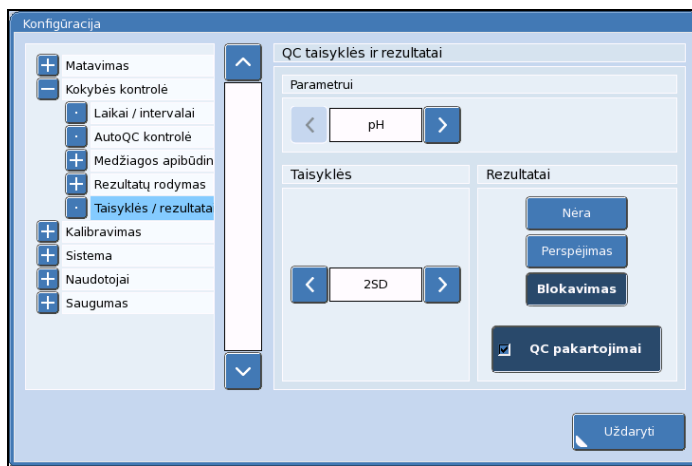 Konfigūracija
Matavimas
Kokybės kontrolė
Laikai / intervalai
AutoQC kontrolė
Medžiagos apibūdin
Rezultatų rodymas
Taisyklės / rezultata
Kalibravimas
Sistema
Naudotojai
Saugumas
QC taisyklės ir rezultatai
Parametrui
pH
Taisyklės
2SD
Rezultatai
Nėra
Perspėjimas
Blokavimas
QC pakartojimai
Uždaryti